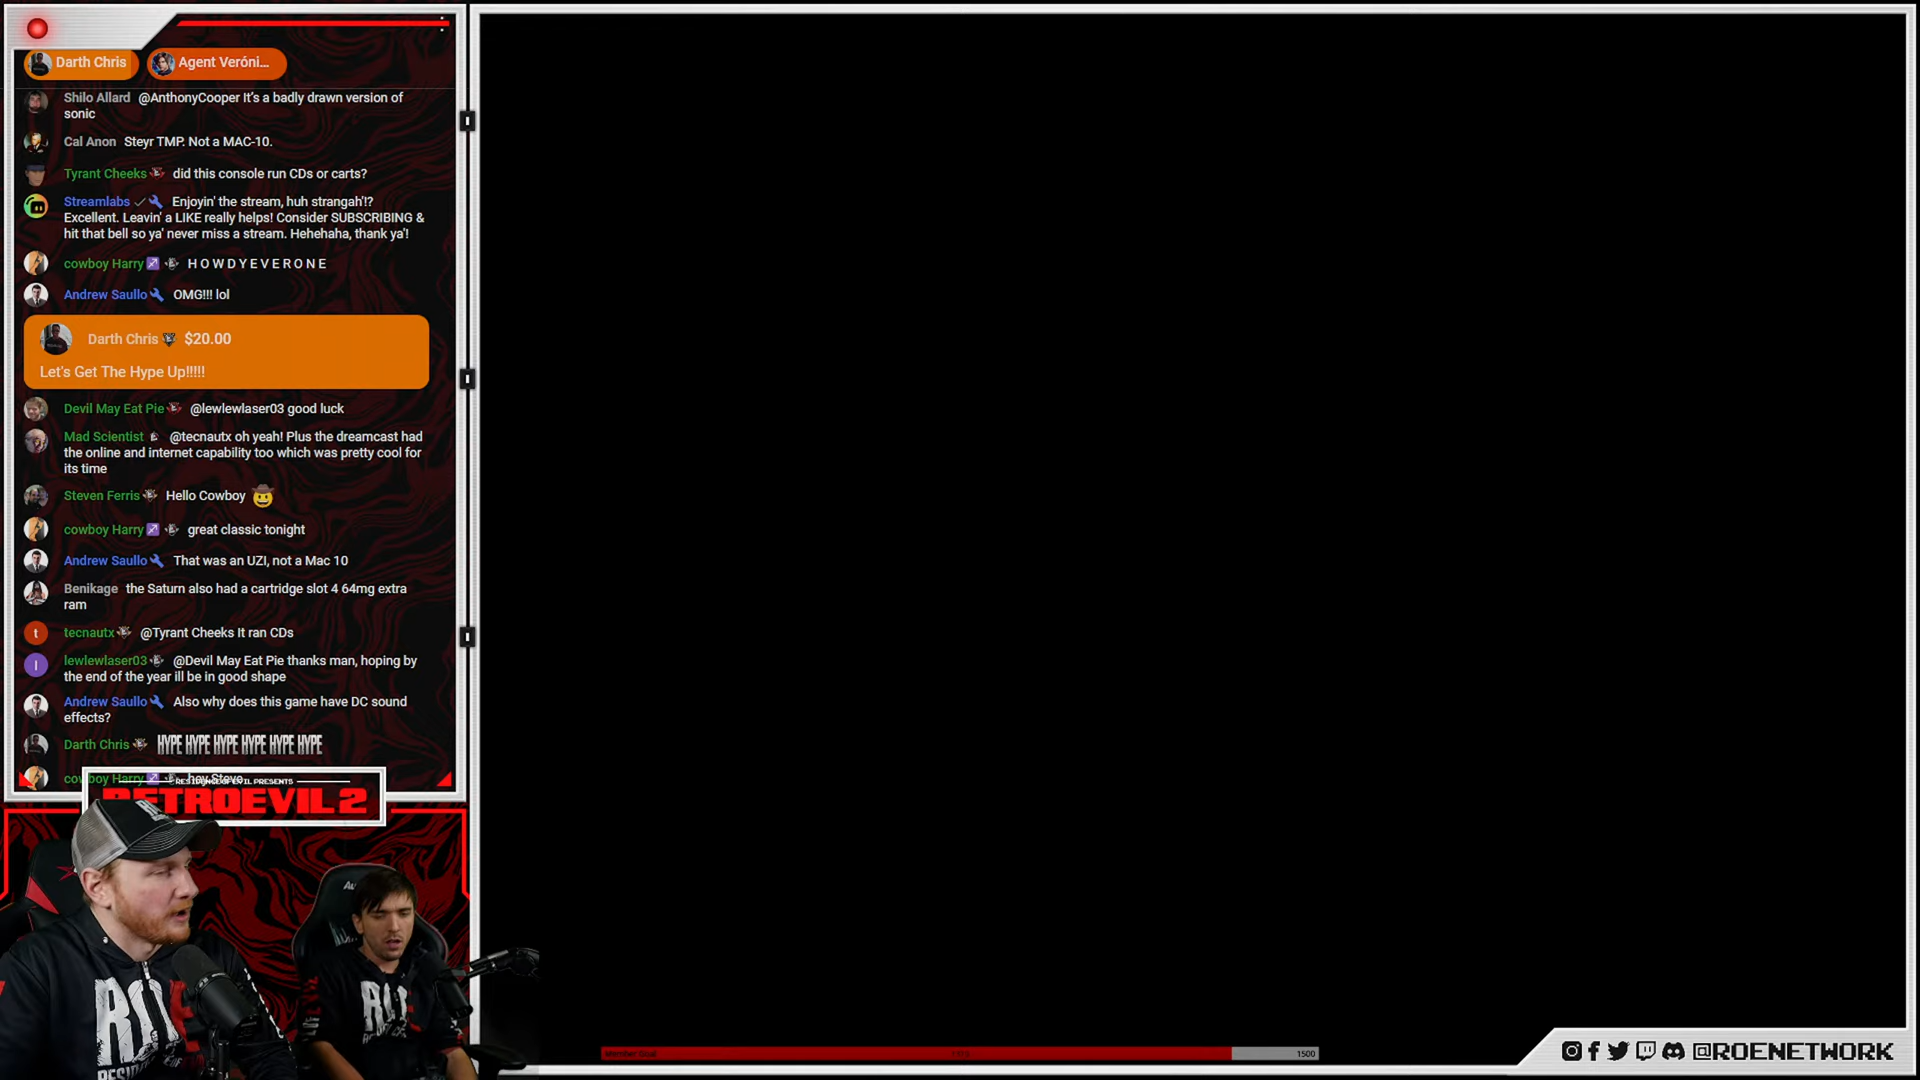 Darth Chris
Agent Veróni...
Shilo Allard @AnthonyCooper It's a badly drawn version of
sonic
Cal Anon Steyr TMP. Not a MAC-10.
Tyrant Cheeks did this console run CDs or carts?
Streamlabs Enjoyin' the stream, huh strangah'!?
Excellent. Leavin' a LIKE really helps! Consider SUBSCRIBING &
hit that bell so ya' never miss a stream. Hehehaha, thank ya'!
cowboy Harry H O W D Y E V E R O N E
Andrew Saullo OMG!!! lol
Darth Chris $20.00
Let's Get The Hype Up!!!!!
Devil May Eat Pie @lewlewlaser03 good luck
Mad Scientist @tecnautx oh yeah! Plus the dreamcast had
the online and internet capability too which was pretty cool for
its time
Steven Ferris Hello Cowboy
cowboy Harry great classic tonight
Andrew Saullo That was an UZI, not a Mac 10
Benikage the Saturn also had a cartridge slot 4 64mg extra
ram
t
tecnautx @Tyrant Cheeks It ran CDs
l
lewlewlaser03 @Devil May Eat Pie thanks man, hoping by
the end of the year ill be in good shape
Andrew Saullo Also why does this game have DC sound
effects?
Darth Chris HYPE HYPE HYPE HYPE HYPE HYPE
cowboy Harry hey Steve
RESIDENCE OF EVIL PRESENTS
RETROEVIL 2
Member Goal
1500
@ROENETWORK